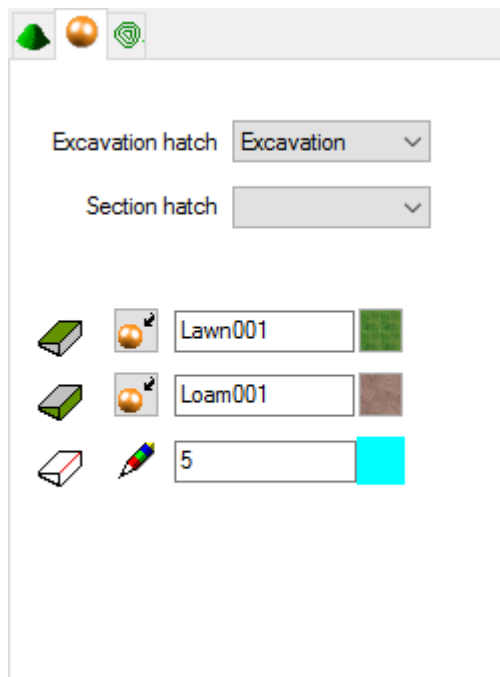 Excavation hatch Excavation
Section hatch
Lawn001
Loam001
5